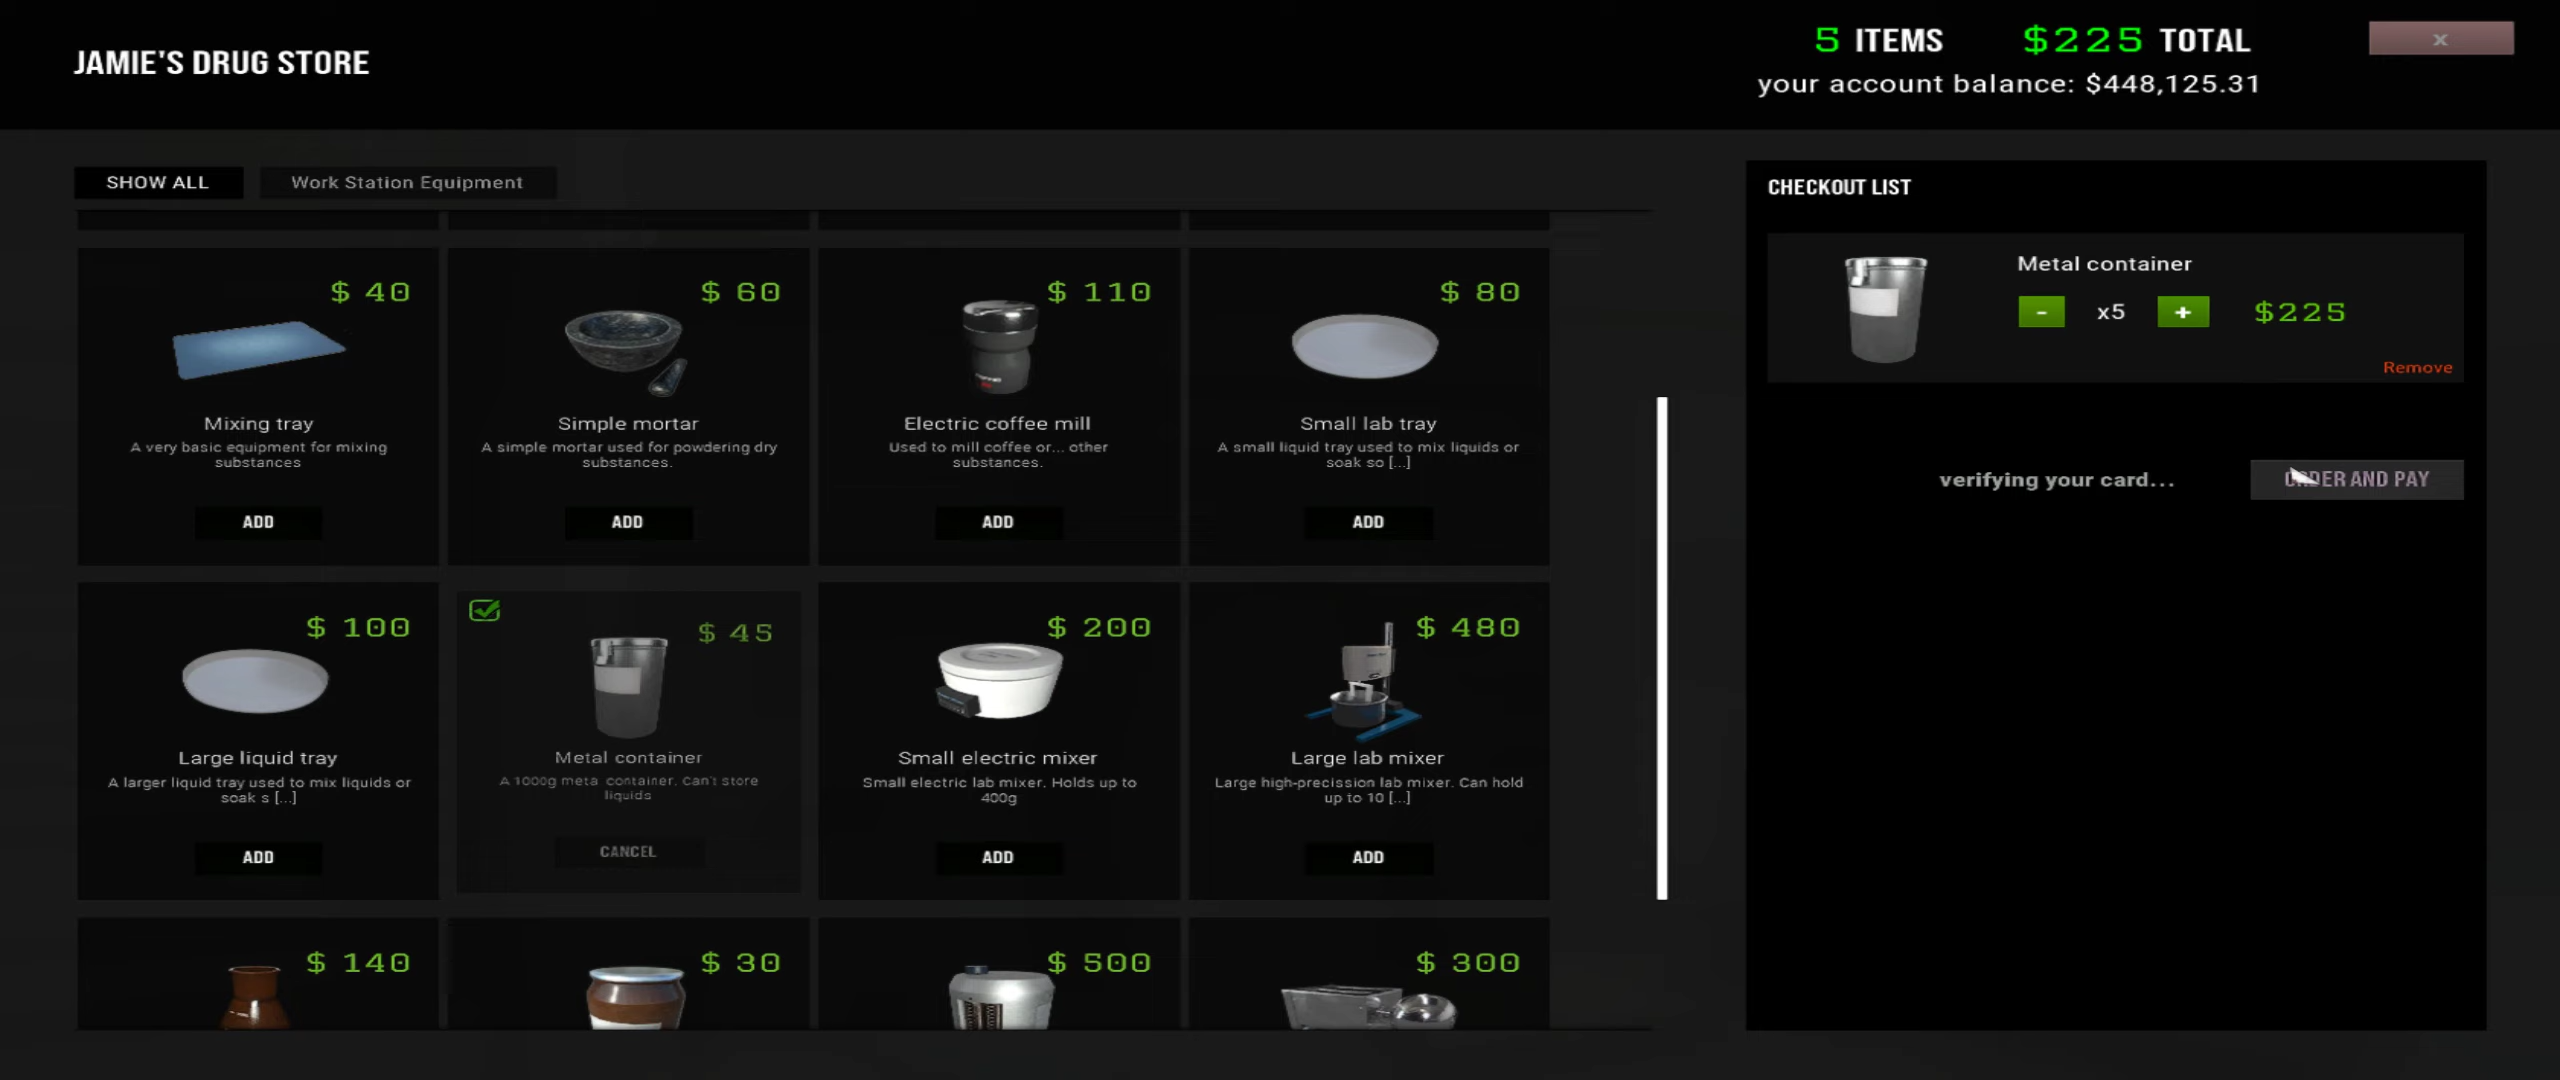 JAMIE'S DRUG STORE
5 ITEMS $225 TOTAL
your account balance: $448,125.31
x
SHOW ALL
Work Station Equipment
$ 40
Mixing tray
A very basic equipment for mixing
substances
ADD
$ 60
Simple mortar
A simple mortar used for powdering dry
substances.
ADD
$ 110
Electric coffee mill
Used to mill coffee or... other
substances.
ADD
$ 80
Small lab tray
A small liquid tray used to mix liquids or
soak so [...]
ADD
$ 100
Large liquid tray
A larger liquid tray used to mix liquids or
soak s [...]
ADD
$ 45
Metal container
A 1000g metal container. Can't store
liquids
CANCEL
$ 200
Small electric mixer
Small electric lab mixer. Holds up to
400g
ADD
$ 480
Large lab mixer
Large high-precission lab mixer. Can hold
up to 10 [...]
ADD
$ 140
$ 30
$ 500
$ 300
CHECKOUT LIST
Metal container
- x5 + $225
Remove
verifying your card...
ORDER AND PAY